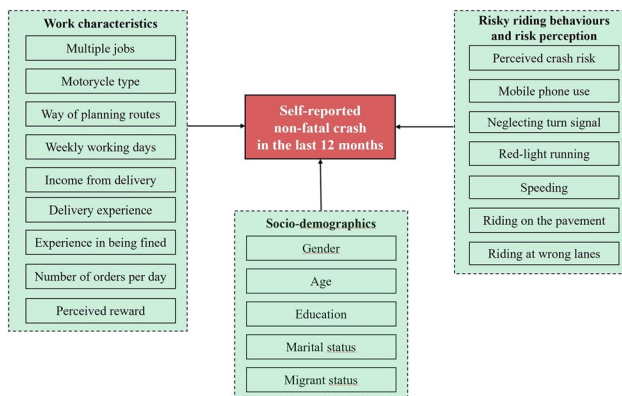 Work characteristics
Multiple jobs
Motorcycle type
Way of planning routes
Weekly working days
Income from delivery
Delivery experience
Experience in being fined
Number of orders per day
Perceived reward
Self-reported
non-fatal crash
in the last 12 months
Socio-demographics
Gender
Age
Education
Marital status
Migrant status
Risky riding behaviours
and risk perception
Perceived crash risk
Mobile phone use
Neglecting turn signal
Red-light running
Speeding
Riding on the pavement
Riding at wrong lanes